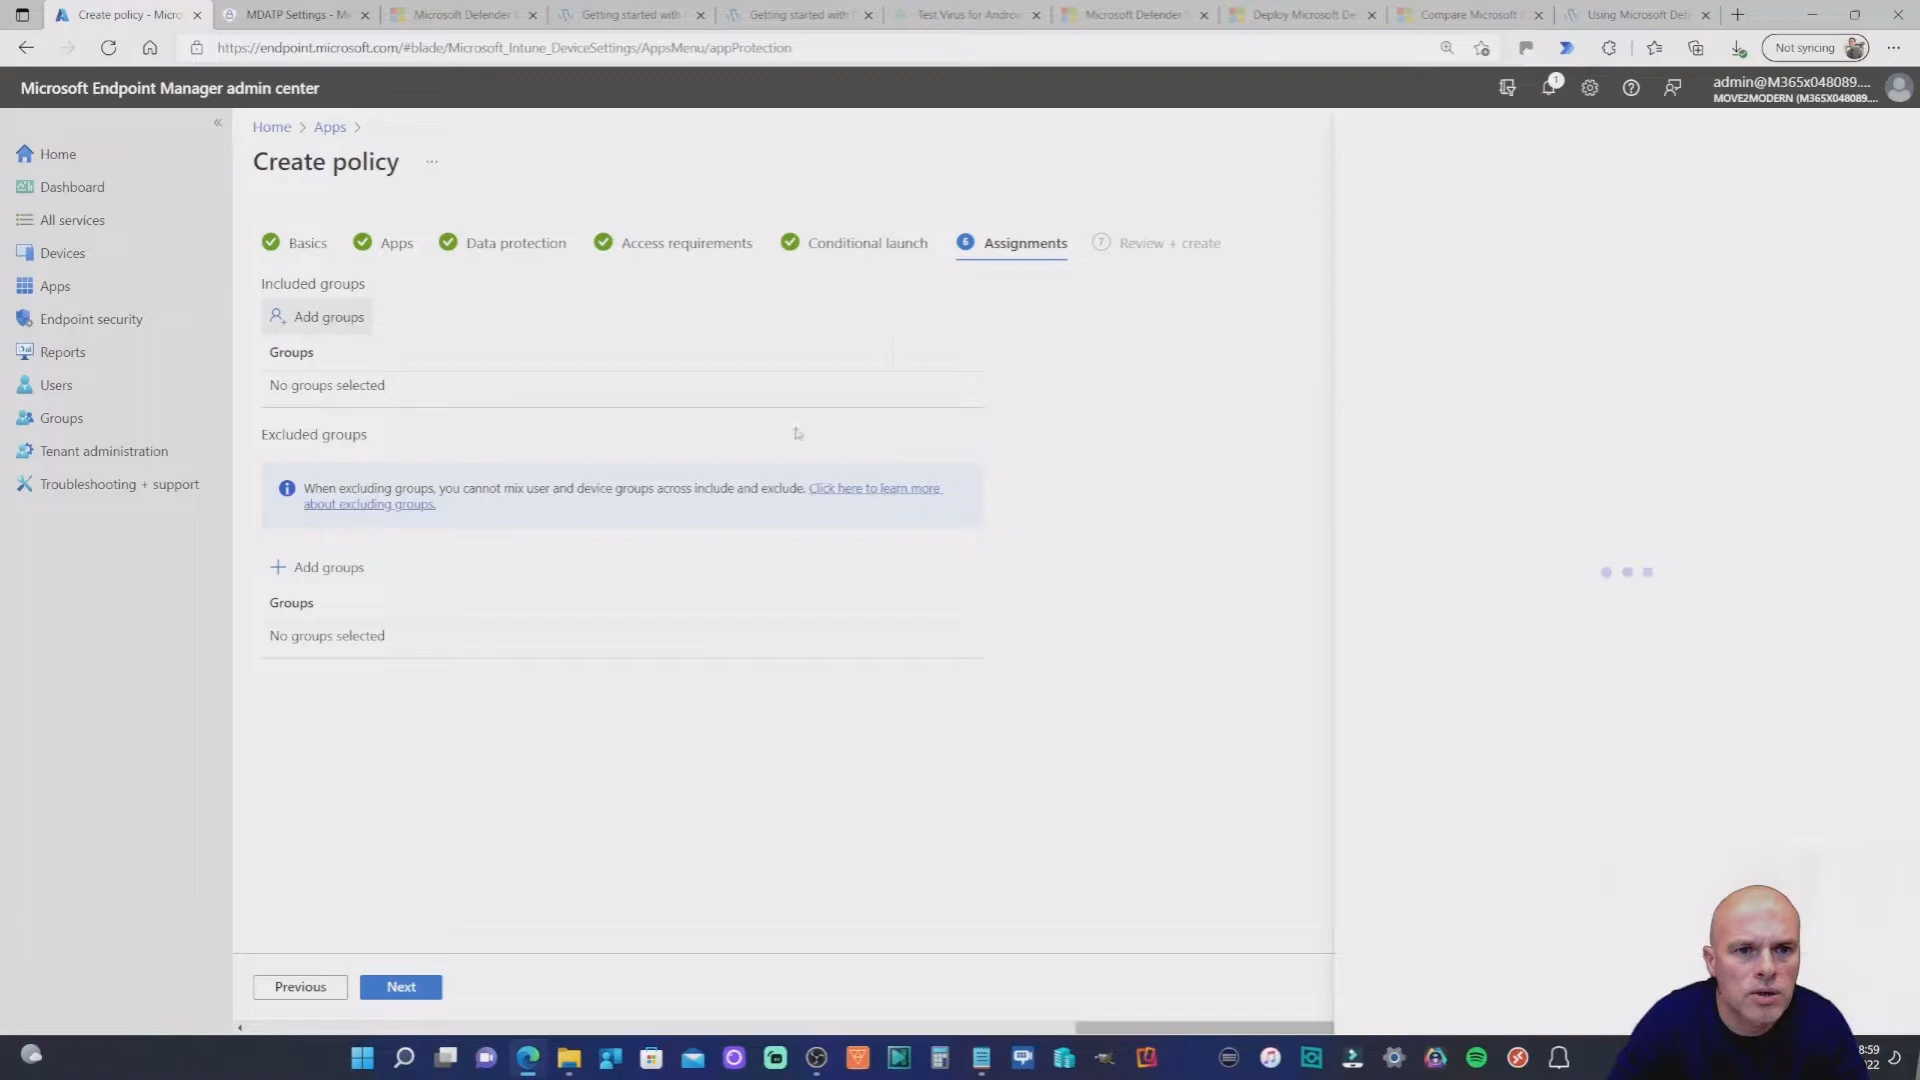 Create policy - Micro
MDATP Settings - M
Microsoft Defender
Getting started with
Getting started with
Test Virus for Androi
Microsoft Defender
Deploy Microsoft De
Compare Microsoft
Using Microsoft De
https://endpoint.microsoft.com/#blade/Microsoft_Intune_DeviceSettings/AppsMenu/appProtection
Not syncing
Microsoft Endpoint Manager admin center
1
admin@M365x048089....
MOVE2MODERN (M365X048089....
Home
Dashboard
All services
Devices
Apps
Endpoint security
Reports
Users
Groups
Tenant administration
Troubleshooting + support
Home > Apps >
Create policy ...
Basics
Apps
Data protection
Access requirements
Conditional launch
6 Assignments
7 Review + create
Included groups
Add groups
Groups
No groups selected
Excluded groups
When excluding groups, you cannot mix user and device groups across include and exclude. Click here to learn more
about excluding groups.
+ Add groups
Groups
No groups selected
Previous
Next
8:59